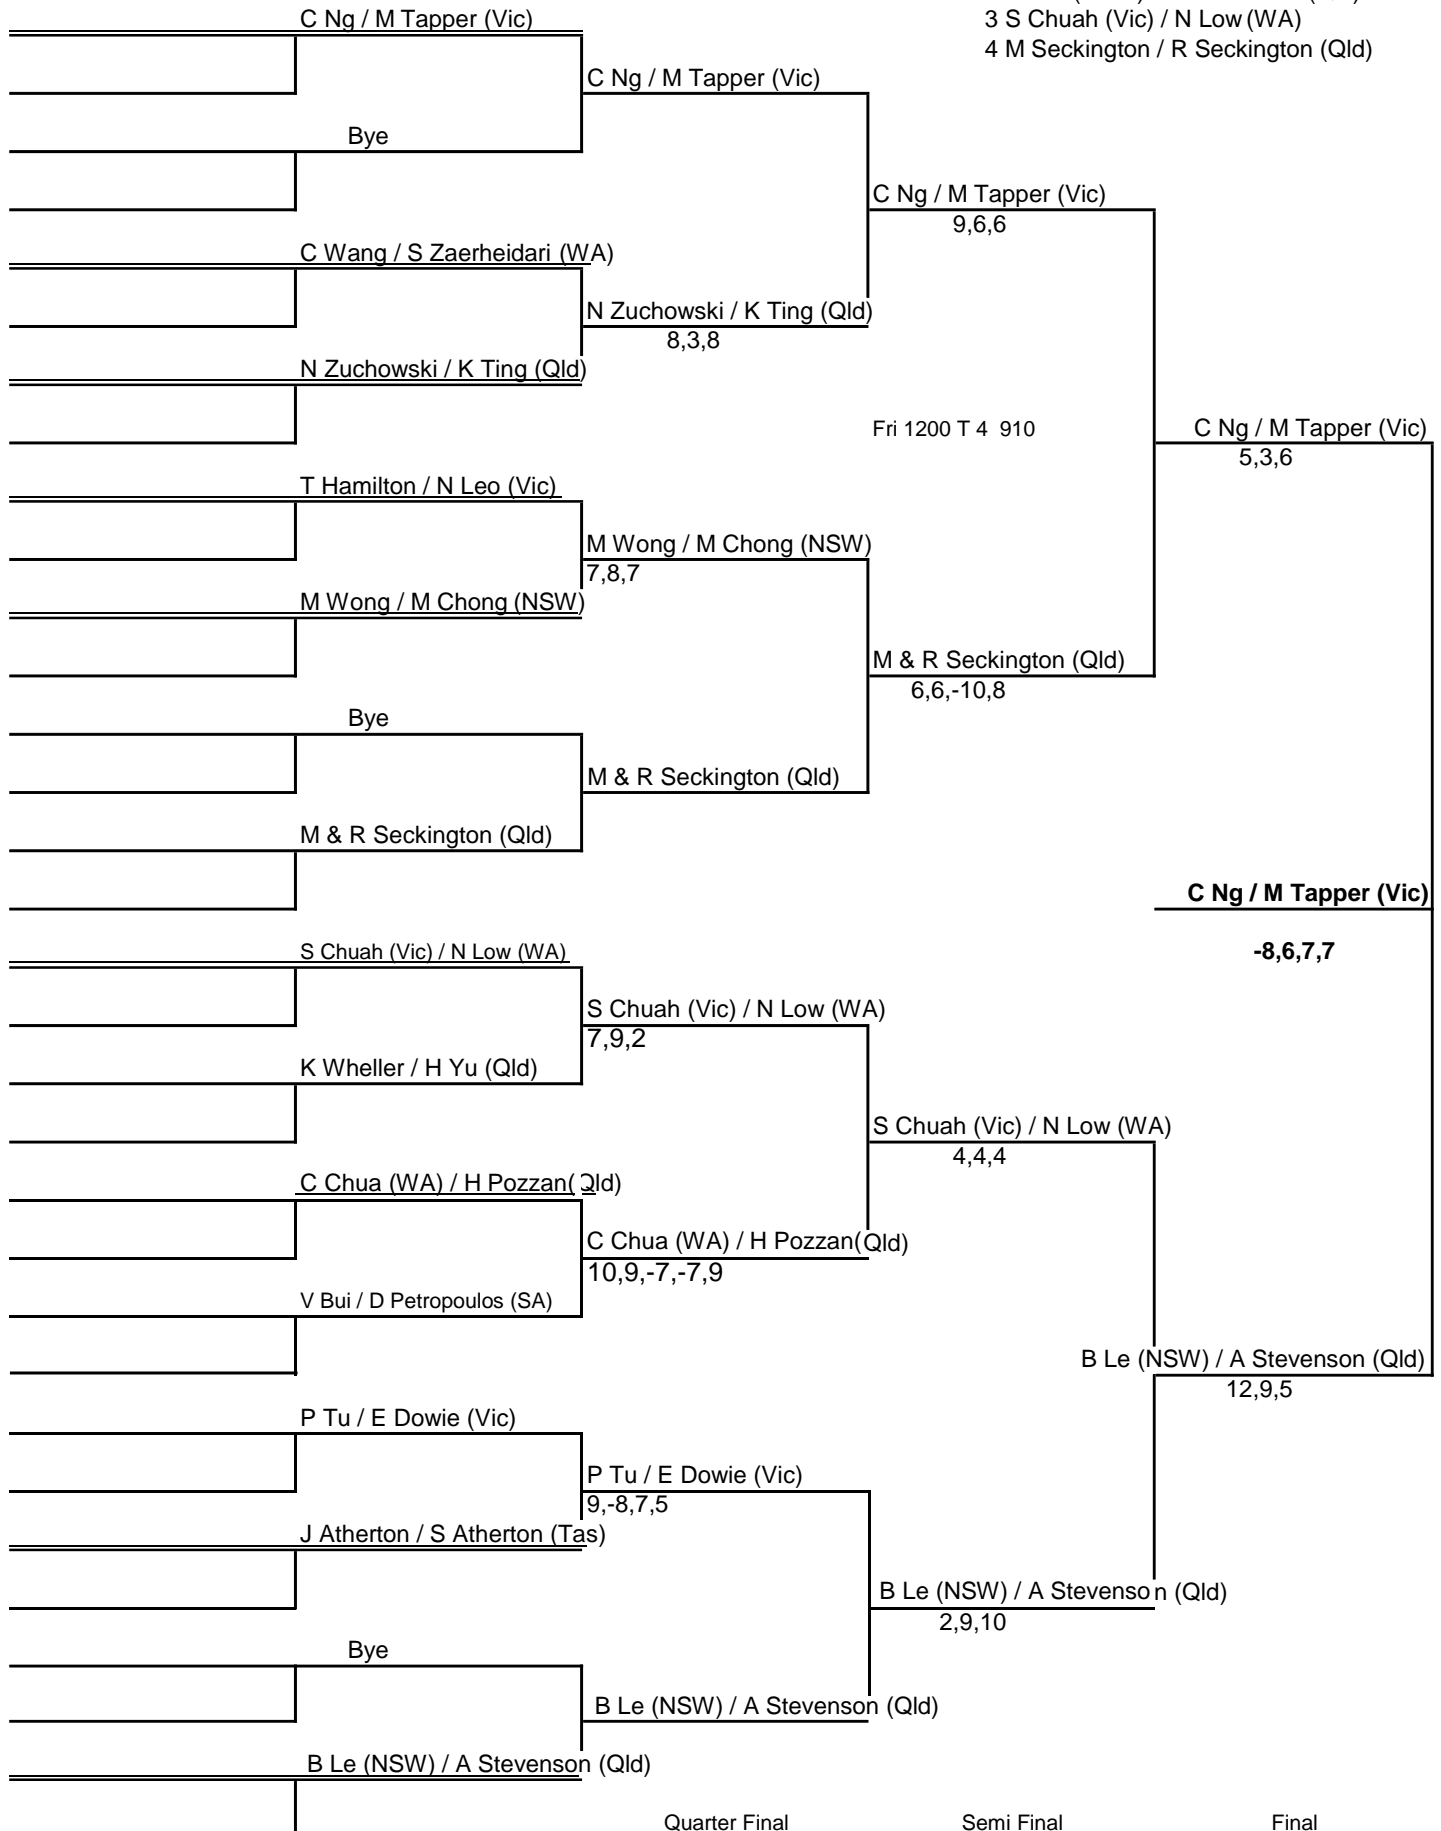 C Ng / M Tapper (Vic)
3 S Chuah (Vic) / N Low (WA)
4 M Seckington / R Seckington (Qld)
C Ng / M Tapper (Vic)
Bye
C Ng / M Tapper (Vic)
9,6,6
C Wang / S Zaerheidari (WA)
N Zuchowski / K Ting (Qld)
8,3,8
N Zuchowski / K Ting (Qld)
Fri 1200 T 4 910
C Ng / M Tapper (Vic)
5,3,6
T Hamilton / N Leo (Vic)
M Wong / M Chong (NSW)
7,8,7
M Wong / M Chong (NSW)
M & R Seckington (Qld)
6,6,-10,8
Bye
M & R Seckington (Qld)
M & R Seckington (Qld)
C Ng / M Tapper (Vic)
-8,6,7,7
S Chuah (Vic) / N Low (WA)
S Chuah (Vic) / N Low (WA)
7,9,2
K Wheller / H Yu (Qld)
S Chuah (Vic) / N Low (WA)
4,4,4
C Chua (WA) / H Pozzan(Qld)
C Chua (WA) / H Pozzan(Qld)
10,9,-7,-7,9
V Bui / D Petropoulos (SA)
B Le (NSW) / A Stevenson (Qld)
12,9,5
P Tu / E Dowie (Vic)
P Tu / E Dowie (Vic)
9,-8,7,5
J Atherton / S Atherton (Tas)
B Le (NSW) / A Stevenson (Qld)
2,9,10
Bye
B Le (NSW) / A Stevenson (Qld)
B Le (NSW) / A Stevenson (Qld)
Quarter Final
Semi Final
Final